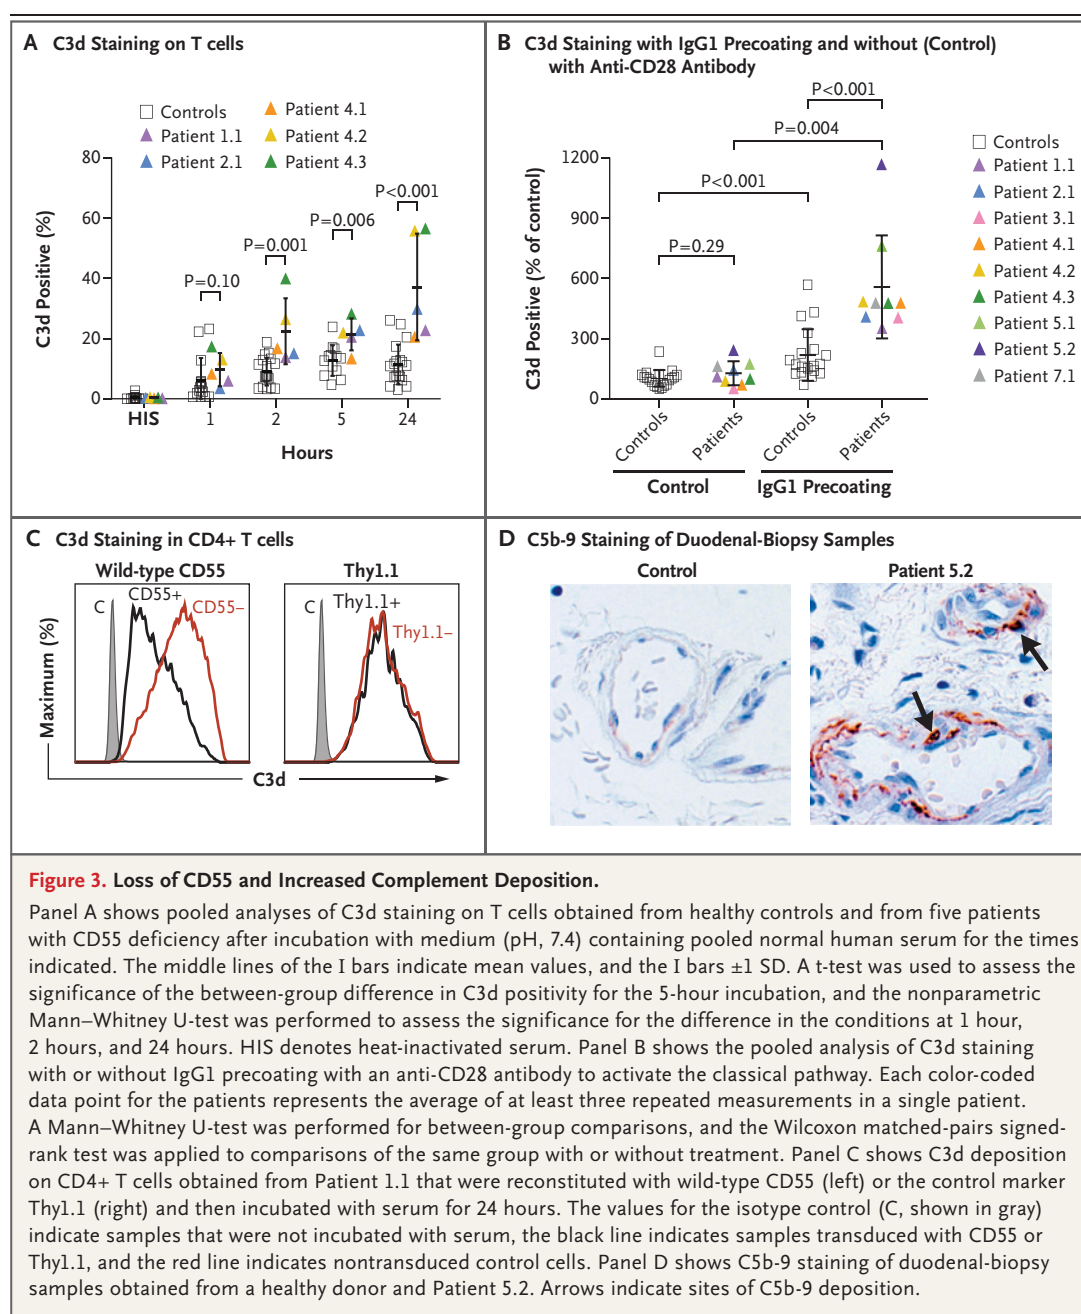 A C3d Staining on T cells
Controls
Patient 1.1
Patient 2.1
Patient 4.1
Patient 4.2
Patient 4.3
C3d Positive (%)
80
60
40
20
0
P=0.10
P=0.001
P=0.006
P<0.001
HIS 1 2 5 24
Hours
B C3d Staining with IgG1 Precoating and without (Control)
with Anti-CD28 Antibody
C3d Positive (% of control)
1200
900
600
300
0
P<0.001
P=0.004
P<0.001
P=0.29
Controls Patients Controls Patients
Control IgG1 Precoating
Controls
Patient 1.1
Patient 2.1
Patient 3.1
Patient 4.1
Patient 4.2
Patient 4.3
Patient 5.1
Patient 5.2
Patient 7.1
C C3d Staining in CD4+ T cells
Wild-type CD55 Thy1.1
Maximum (%)
C CD55+ CD55–
C Thy1.1+ Thy1.1–
C3d
D C5b-9 Staining of Duodenal-Biopsy Samples
Control Patient 5.2
Figure 3. Loss of CD55 and Increased Complement Deposition.
Panel A shows pooled analyses of C3d staining on T cells obtained from healthy controls and from five patients
with CD55 deficiency after incubation with medium (pH, 7.4) containing pooled normal human serum for the times
indicated. The middle lines of the I bars indicate mean values, and the I bars ±1 SD. A t-test was used to assess the
significance of the between-group difference in C3d positivity for the 5-hour incubation, and the nonparametric
Mann–Whitney U-test was performed to assess the significance for the difference in the conditions at 1 hour,
2 hours, and 24 hours. HIS denotes heat-inactivated serum. Panel B shows the pooled analysis of C3d staining
with or without IgG1 precoating with an anti-CD28 antibody to activate the classical pathway. Each color-coded
data point for the patients represents the average of at least three repeated measurements in a single patient.
A Mann–Whitney U-test was performed for between-group comparisons, and the Wilcoxon matched-pairs signed-
rank test was applied to comparisons of the same group with or without treatment. Panel C shows C3d deposition
on CD4+ T cells obtained from Patient 1.1 that were reconstituted with wild-type CD55 (left) or the control marker
Thy1.1 (right) and then incubated with serum for 24 hours. The values for the isotype control (C, shown in gray)
indicate samples that were not incubated with serum, the black line indicates samples transduced with CD55 or
Thy1.1, and the red line indicates nontransduced control cells. Panel D shows C5b-9 staining of duodenal-biopsy
samples obtained from a healthy donor and Patient 5.2. Arrows indicate sites of C5b-9 deposition.